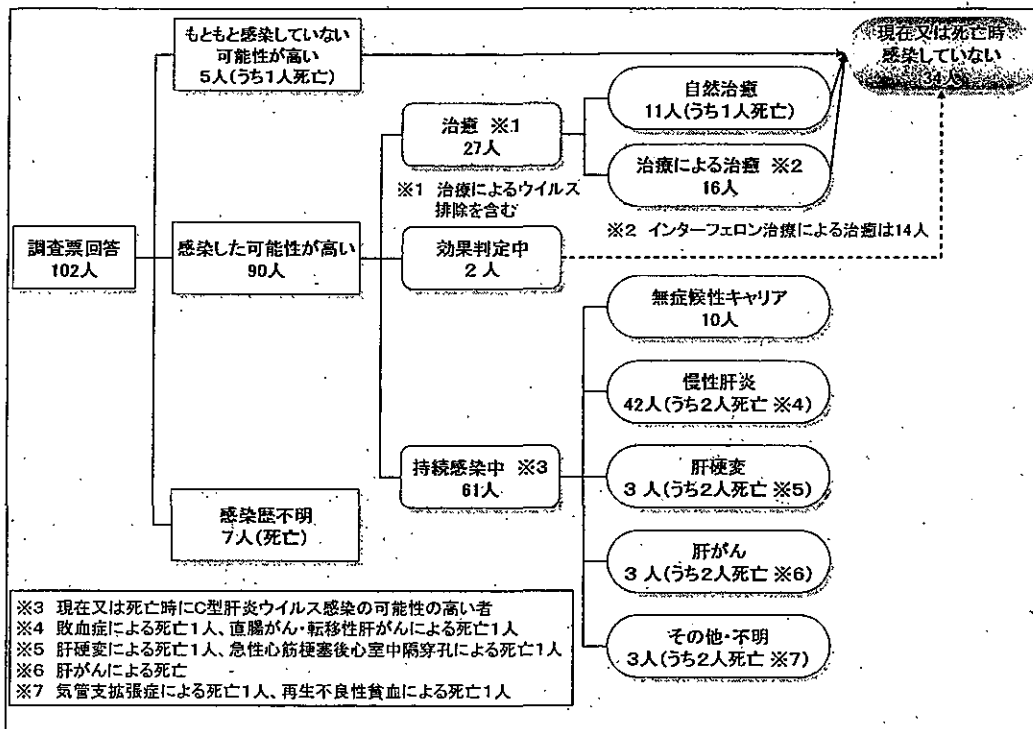 もともと感染していない
可能性が高い
5人(うち1人死亡)
現在又は死亡時
感染していない
34人
治癒 ※1
27人
※1 治療によるウイルス
排除を含む
自然治癒
11人(うち1人死亡)
治療による治癒 ※2
16人
※2 インターフェロン治療による治癒は14人
調査票回答
102人
感染した可能性が高い
90人
効果判定中
2人
無症候性キャリア
10人
慢性肝炎
42人(うち2人死亡 ※4)
持続感染中 ※3
61人
肝硬変
3人(うち2人死亡 ※5)
感染歴不明
7人(死亡)
肝がん
3人(うち2人死亡 ※6)
その他・不明
3人(うち2人死亡 ※7)
※3 現在又は死亡時にC型肝炎ウイルス感染の可能性の高い者
※4 敗血症による死亡1人、直腸がん・転移性肝がんによる死亡1人
※5 肝硬変による死亡1人、急性心筋梗塞後心室中隔穿孔による死亡1人
※6 肝がんによる死亡
※7 気管支拡張症による死亡1人、再生不良性貧血による死亡1人